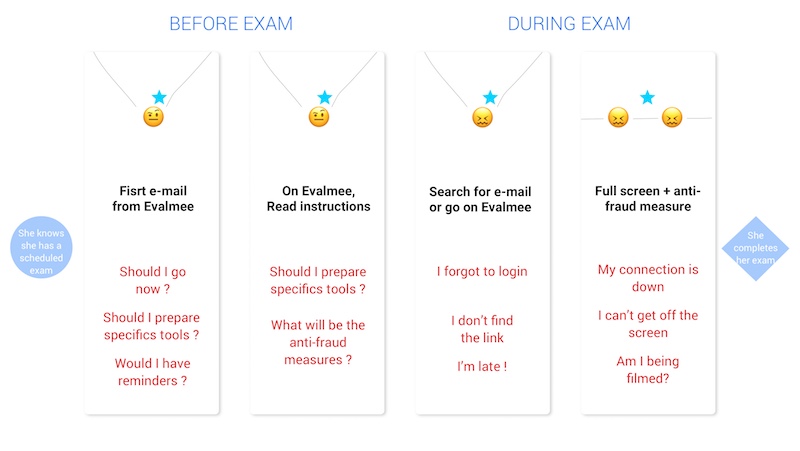 BEFORE EXAM
DURING EXAM
She knows
she has a
scheduled
exam
Fisrt e-mail
from Evalmee
Should I go
now ?
Should I prepare
specifics tools ?
Would I have
reminders ?
On Evalmee,
Read instructions
Should I prepare
specifics tools ?
What will be the
anti-fraud
measures ?
Search for e-mail
or go on Evalmee
I forgot to login
I don’t find
the link
I’m late !
Full screen + anti-
fraud measure
My connection is
down
I can’t get off the
screen
Am I being
filmed?
She
completes
her exam